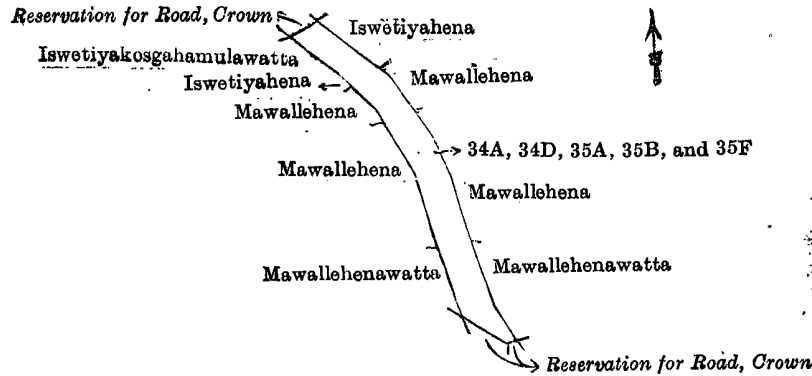 Reservation for Road, Crown
Iswetiyahena
Iswetiyakosgahamulawatta
Mawallehena
Iswetiyahena
Mawallehena
34A, 34D, 35A, 35B, and 35F
Mawallehena
Mawallehena
Mawallehenawatta
Mawallehenawatta
Reservation for Road, Crown